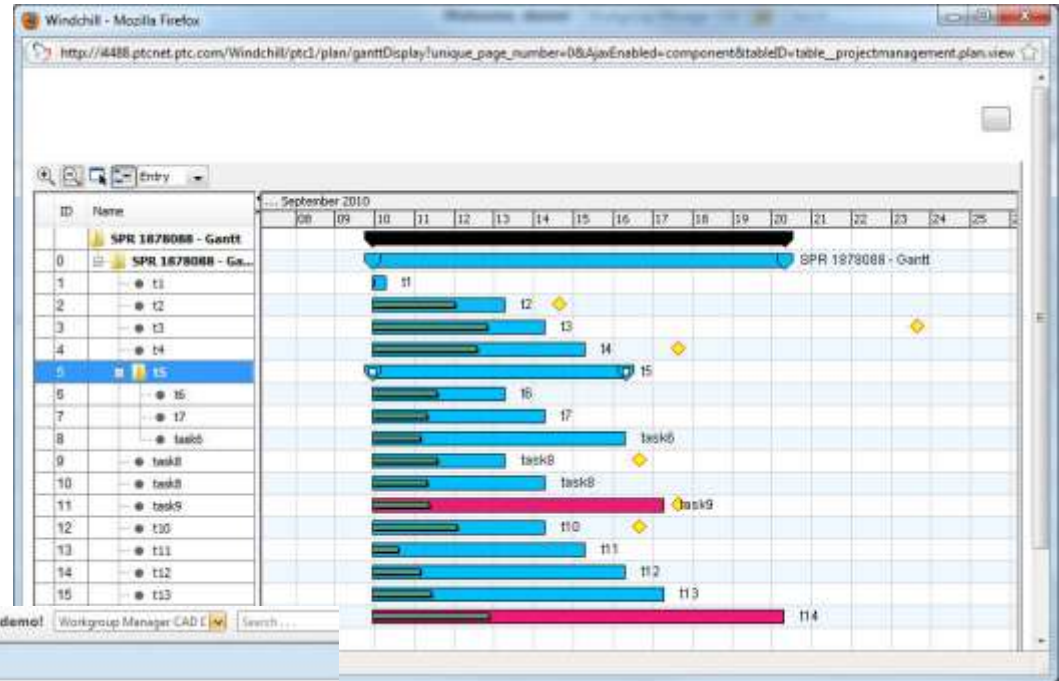 Windchill - Mozilla Firefox
http://i4488.ptcnet.ptc.com/Windchill/ptc1/plan/ganttDisplay?unique_page_number=0&AjaxEnabled=component&tableID=table__projectmanagement.plan.view
Entry
ID Name ... September 2010
08 09 10 11 12 13 14 15 16 17 18 19 20 21 22 23 24 25
SPR 1878088 - Gantt
0 SPR 1878088 - Ga... SPR 1878088 - Gantt
1 t1 t1
2 t2 t2
3 t3 t3
4 t4 t4
5 t5 t5
6 t6 t6
7 t7 t7
8 task6 task6
9 task8 task8
10 task8 task8
11 task9 task9
12 t10 t10
13 t11 t11
14 t12 t12
15 t13 t13
t14
demo! Workgroup Manager CAD Search ...